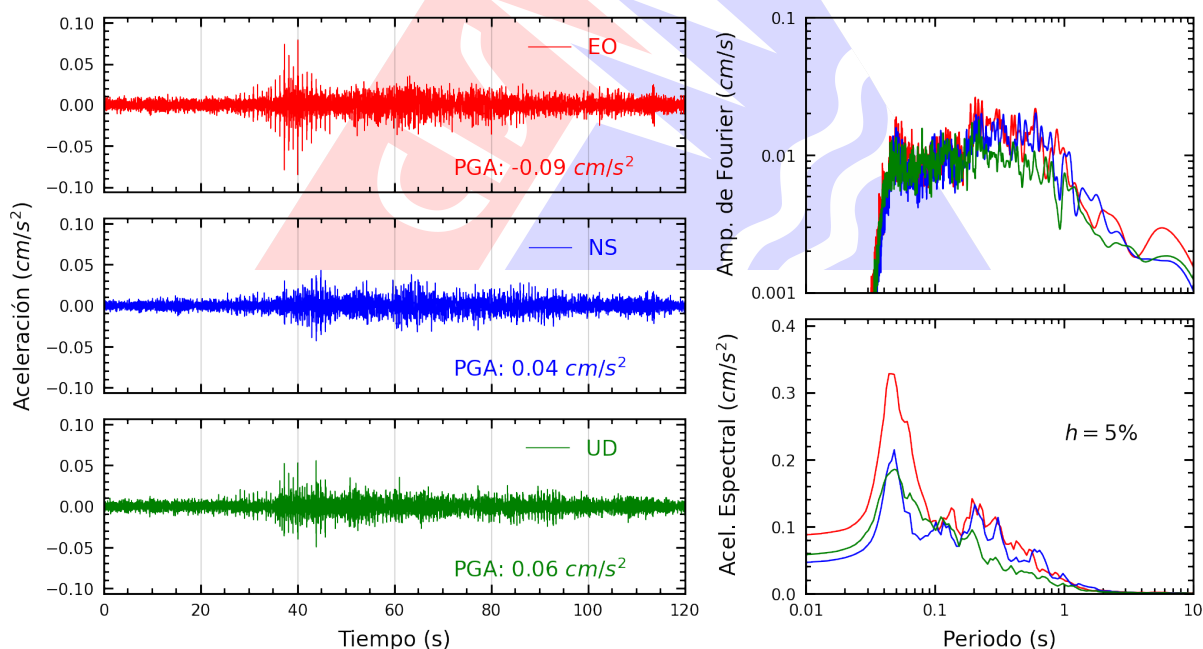 Aceleración (cm/s²)
0.10
0.05
0.00
−0.05
−0.10
EO
PGA: -0.09 cm/s²
0.10
0.05
0.00
−0.05
−0.10
NS
PGA: 0.04 cm/s²
0.10
0.05
0.00
−0.05
−0.10
UD
PGA: 0.06 cm/s²
0 20 40 60 80 100 120
Tiempo (s)
Amp. de Fourier (cm/s)
0.1
0.01
0.001
Acel. Espectral (cm/s²)
0.4
0.3
0.2
0.1
0.0
h = 5%
0.01 0.1 1 10
Periodo (s)